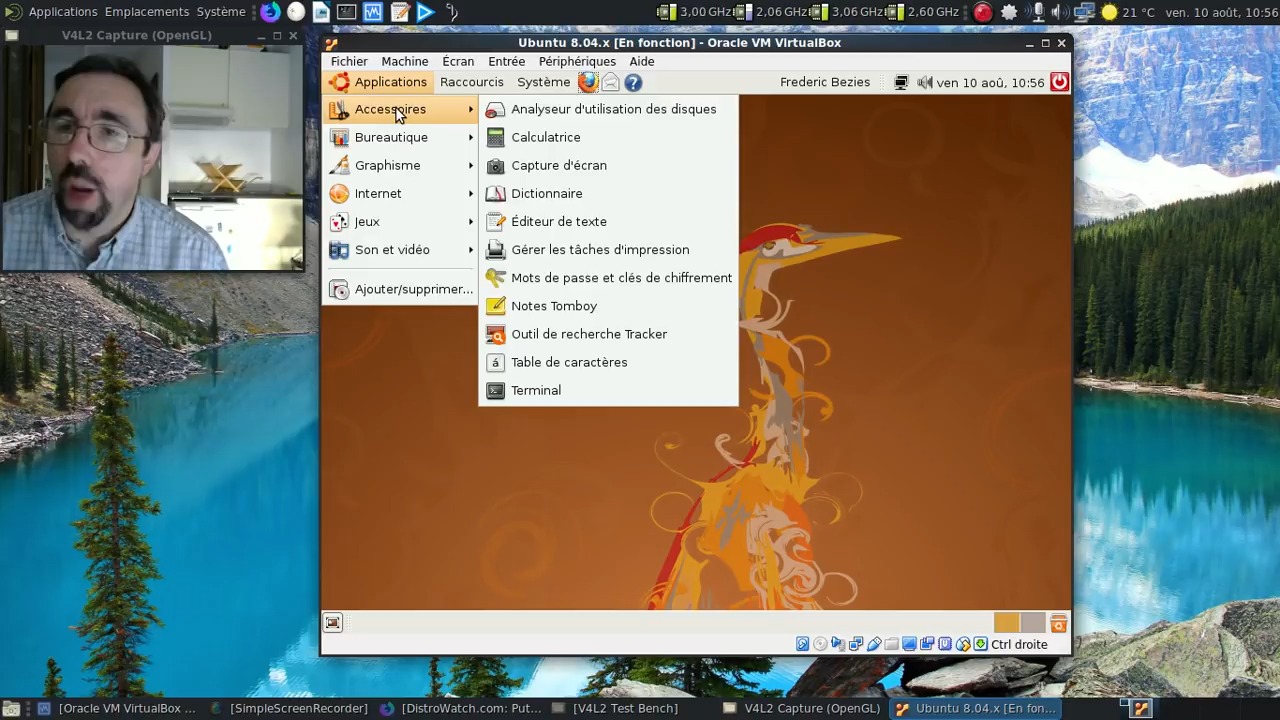 Applications Emplacements Système
3,00 GHz 2,06 GHz 3,06 GHz 2,60 GHz 21 °C ven. 10 août, 10:56
V4L2 Capture (OpenGL)
Ubuntu 8.04.x [En fonction] - Oracle VM VirtualBox
Fichier Machine Écran Entrée Périphériques Aide
Applications Raccourcis Système Frederic Bezies ven 10 aoû, 10:56
Accessoires
Bureautique
Graphisme
Internet
Jeux
Son et vidéo
Ajouter/supprimer...
Analyseur d'utilisation des disques
Calculatrice
Capture d'écran
Dictionnaire
Éditeur de texte
Gérer les tâches d'impression
Mots de passe et clés de chiffrement
Notes Tomboy
Outil de recherche Tracker
Table de caractères
Terminal
Ctrl droite
[Oracle VM VirtualBox ... [SimpleScreenRecorder] [DistroWatch.com: Put... [V4L2 Test Bench] V4L2 Capture (OpenGL) Ubuntu 8.04.x [En fon...